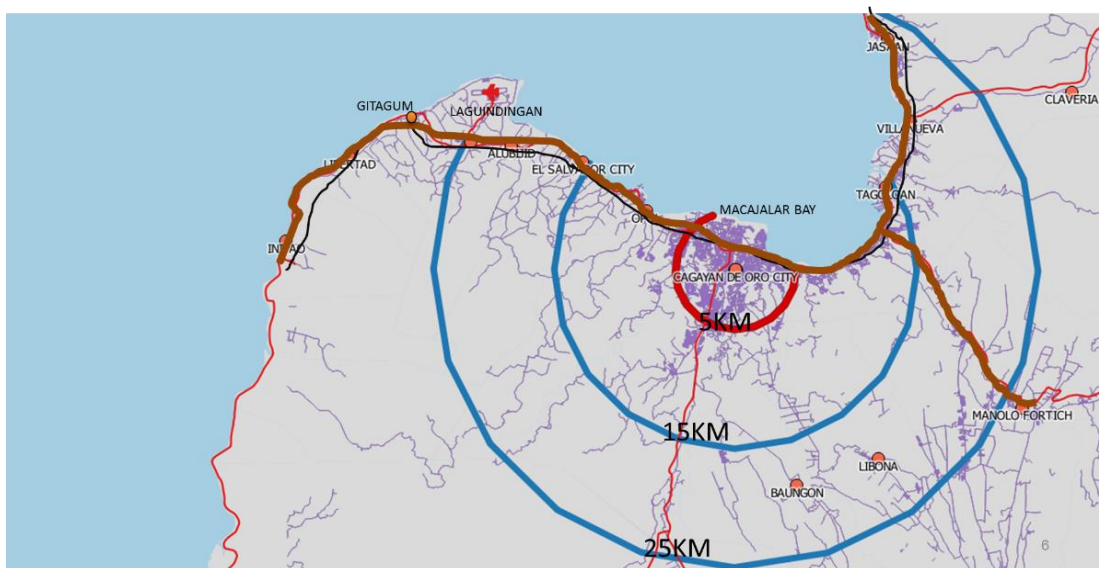 JASAAN
CLAVERIA
GITAGUM
LAGUINDINGAN
VILLANUEVA
ALUBIJID
LIBERTAD
EL SALVADOR CITY
TAGOLOAN
MACAJALAR BAY
CAGAYAN DE ORO CITY
5KM
MANOLO FORTICH
15KM
LIBONA
BAUNGON
25KM
6